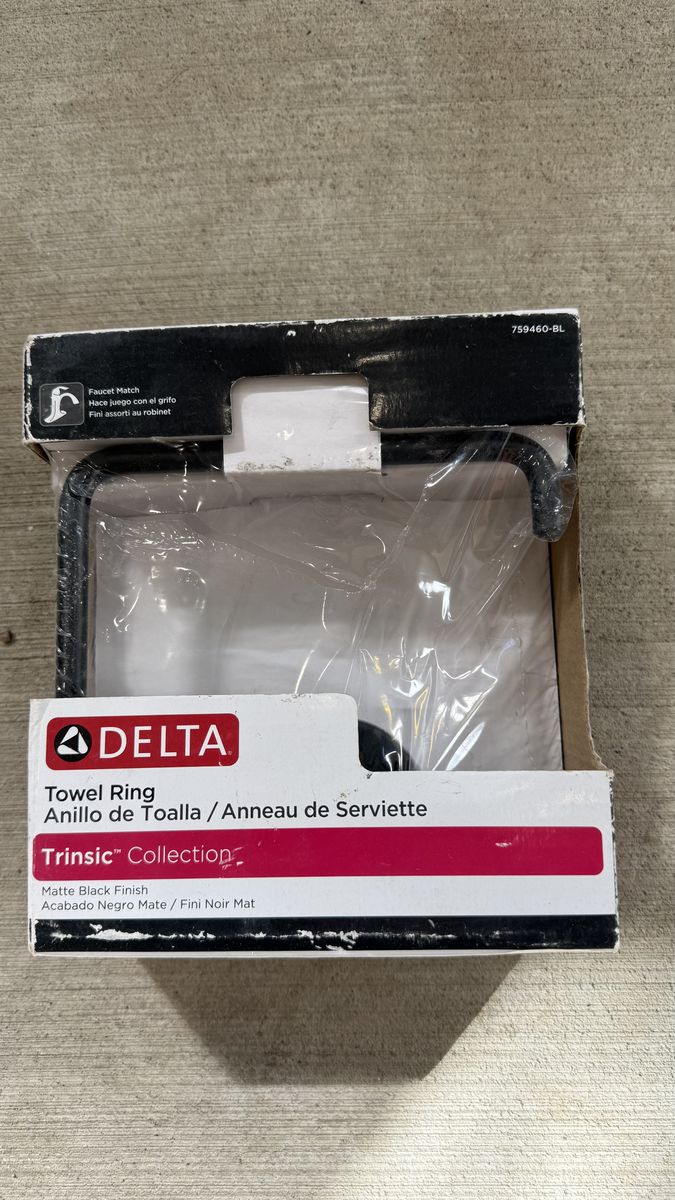 759460-BL
Faucet Match
Hace juego con el grifo
Fini assorti au robinet
DELTA
Towel Ring
Anillo de Toalla / Anneau de Serviette
Trinsic™ Collection
Matte Black Finish
Acabado Negro Mate / Fini Noir Mat